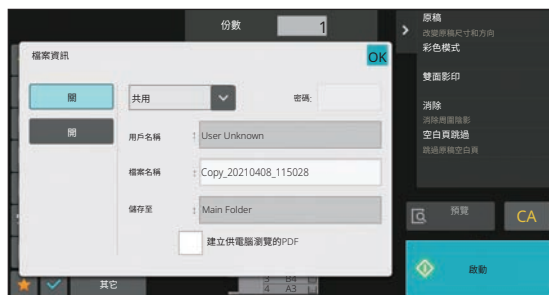 份數 1
檔案資訊
OK
關
開
共用
密碼:
用戶名稱 : User Unknown
檔案名稱 : Copy_20210408_115028
儲存至 : Main Folder
建立供電腦瀏覽的PDF
原稿
改變原稿尺寸和方向
彩色模式
雙面影印
消除
消除周圍陰影
空白頁跳過
跳過原稿空白頁
預覽
CA
啟動
其它
3 B4
4 A3